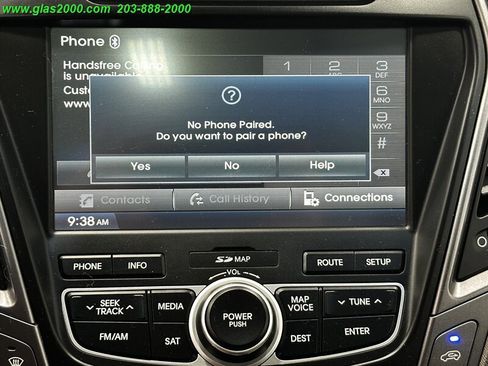 www.glas2000.com 203-888-2000
Phone
Handsfree Calling
is
Custo
www
1 2 3
ABC DEF
6
MNO
9
WXYZ
#
?
No Phone Paired.
Do you want to pair a phone?
Yes No Help
Contacts Call History Connections
9:38 AM
SD MAP
PHONE INFO VOL ROUTE SETUP
SEEK TRACK MEDIA POWER PUSH MAP VOICE TUNE
FM/AM SAT DEST ENTER